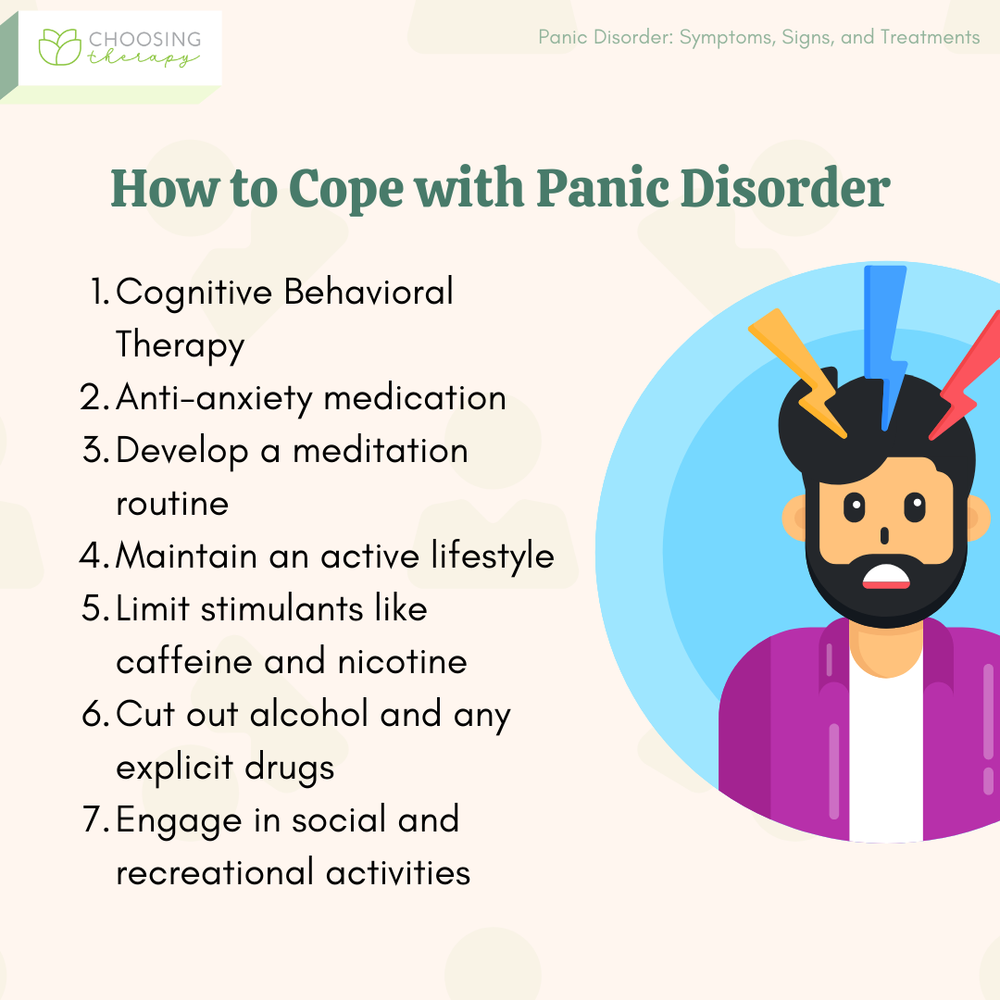 CHOOSING
therapy
Panic Disorder: Symptoms, Signs, and Treatments
How to Cope with Panic Disorder
1. Cognitive Behavioral
Therapy
2. Anti-anxiety medication
3. Develop a meditation
routine
4. Maintain an active lifestyle
5. Limit stimulants like
caffeine and nicotine
6. Cut out alcohol and any
explicit drugs
7. Engage in social and
recreational activities